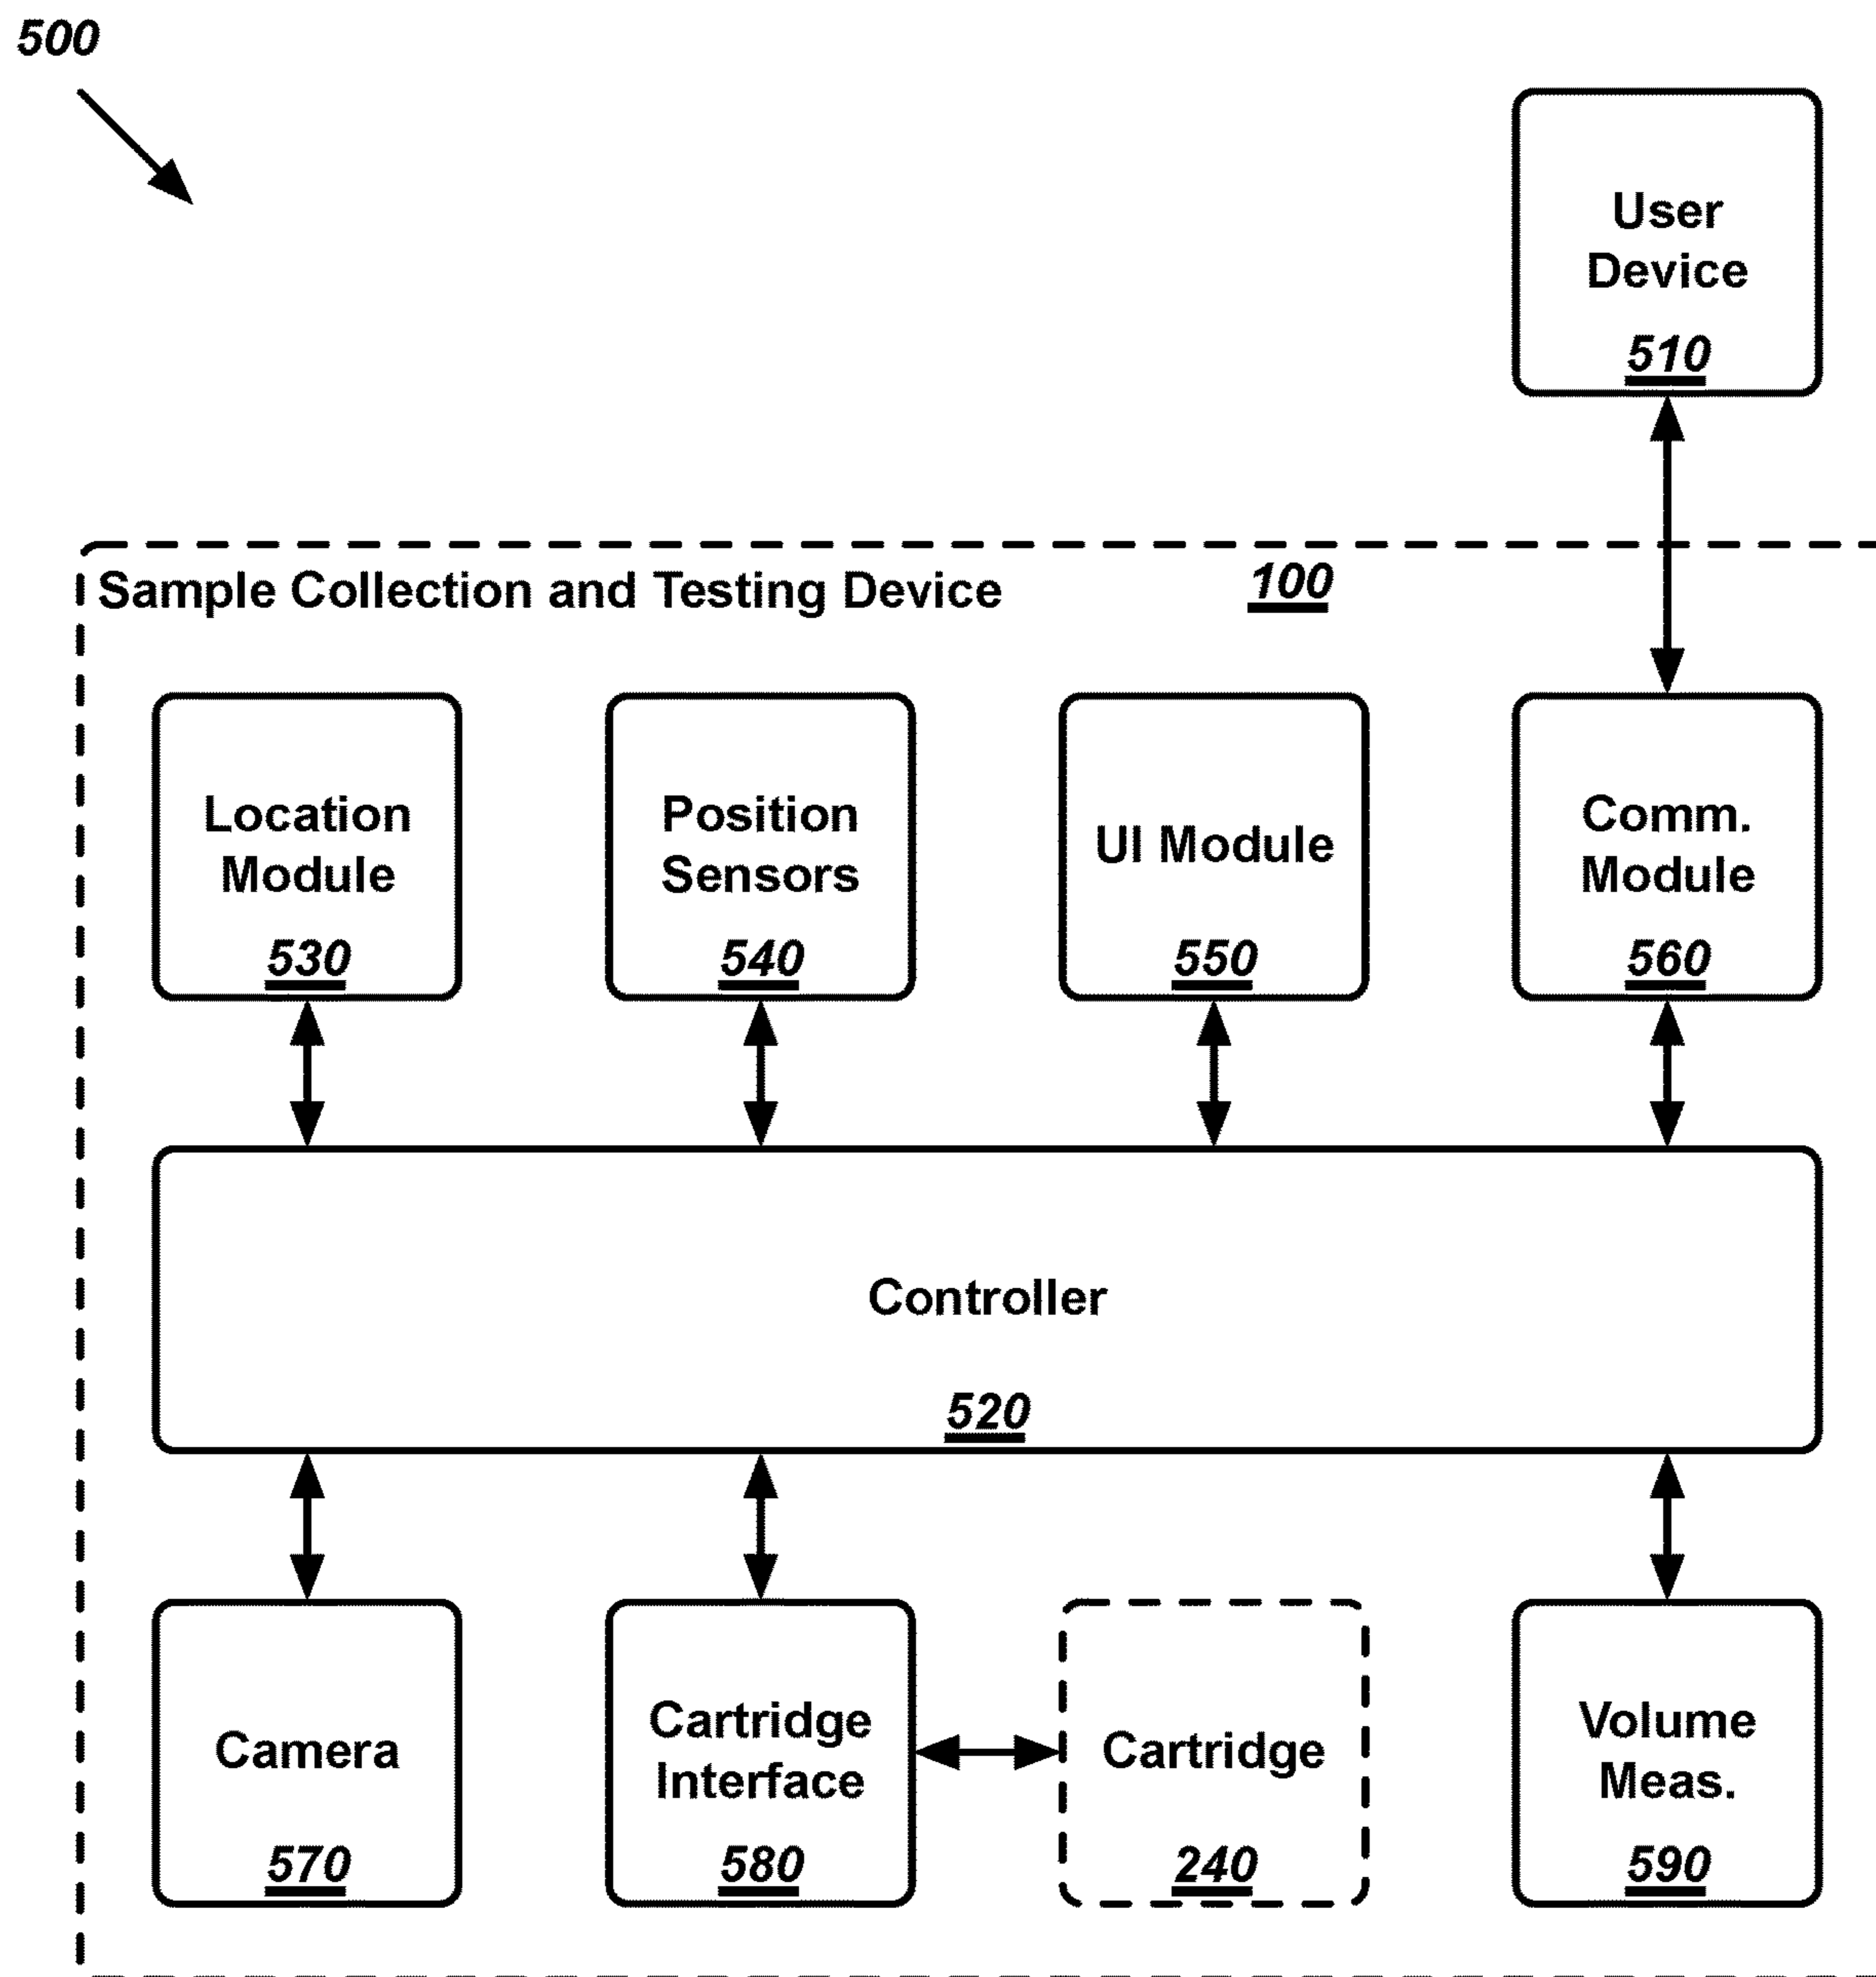 500
User
Device
510
Sample Collection and Testing Device 100
Location
Module
530
Position
Sensors
540
UI Module
550
Comm.
Module
560
Controller
520
Camera
570
Cartridge
Interface
580
Cartridge
240
Volume
Meas.
590